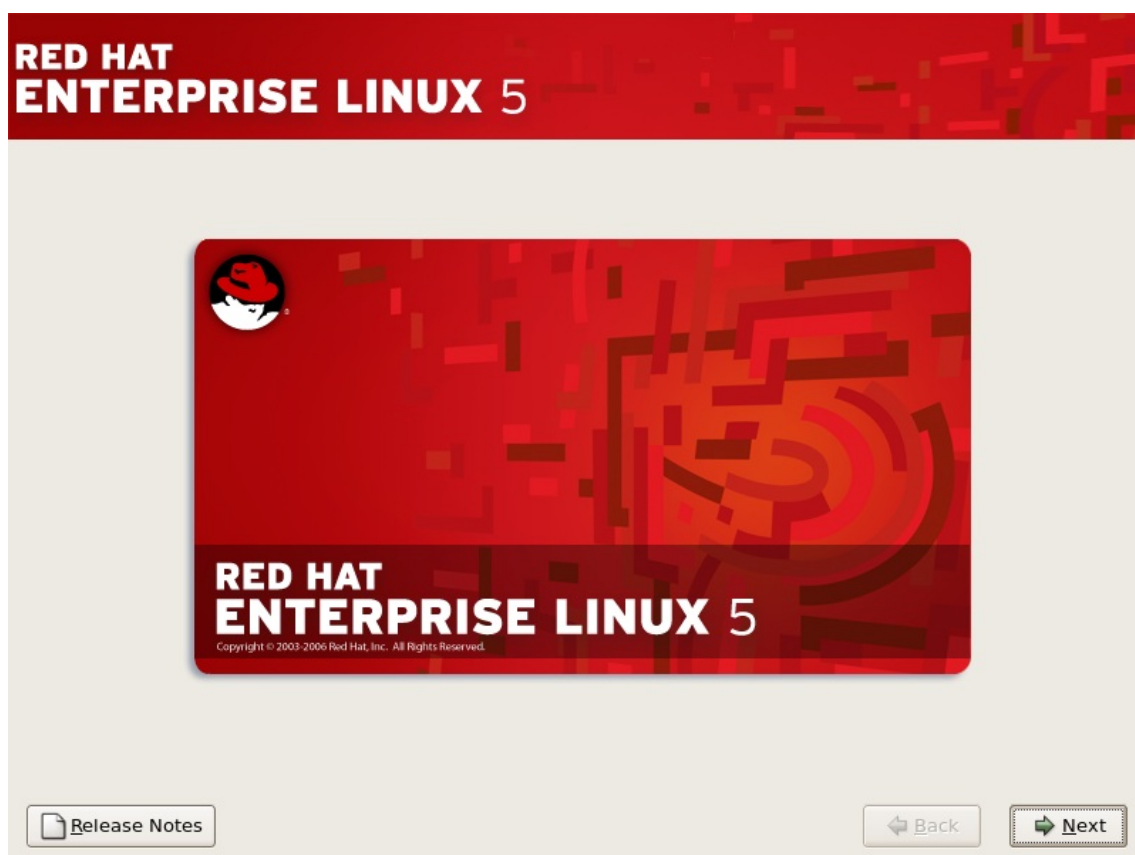 RED HAT
ENTERPRISE LINUX 5
RED HAT
ENTERPRISE LINUX 5
Copyright © 2003-2006 Red Hat, Inc. All Rights Reserved.
Release Notes
Back
Next